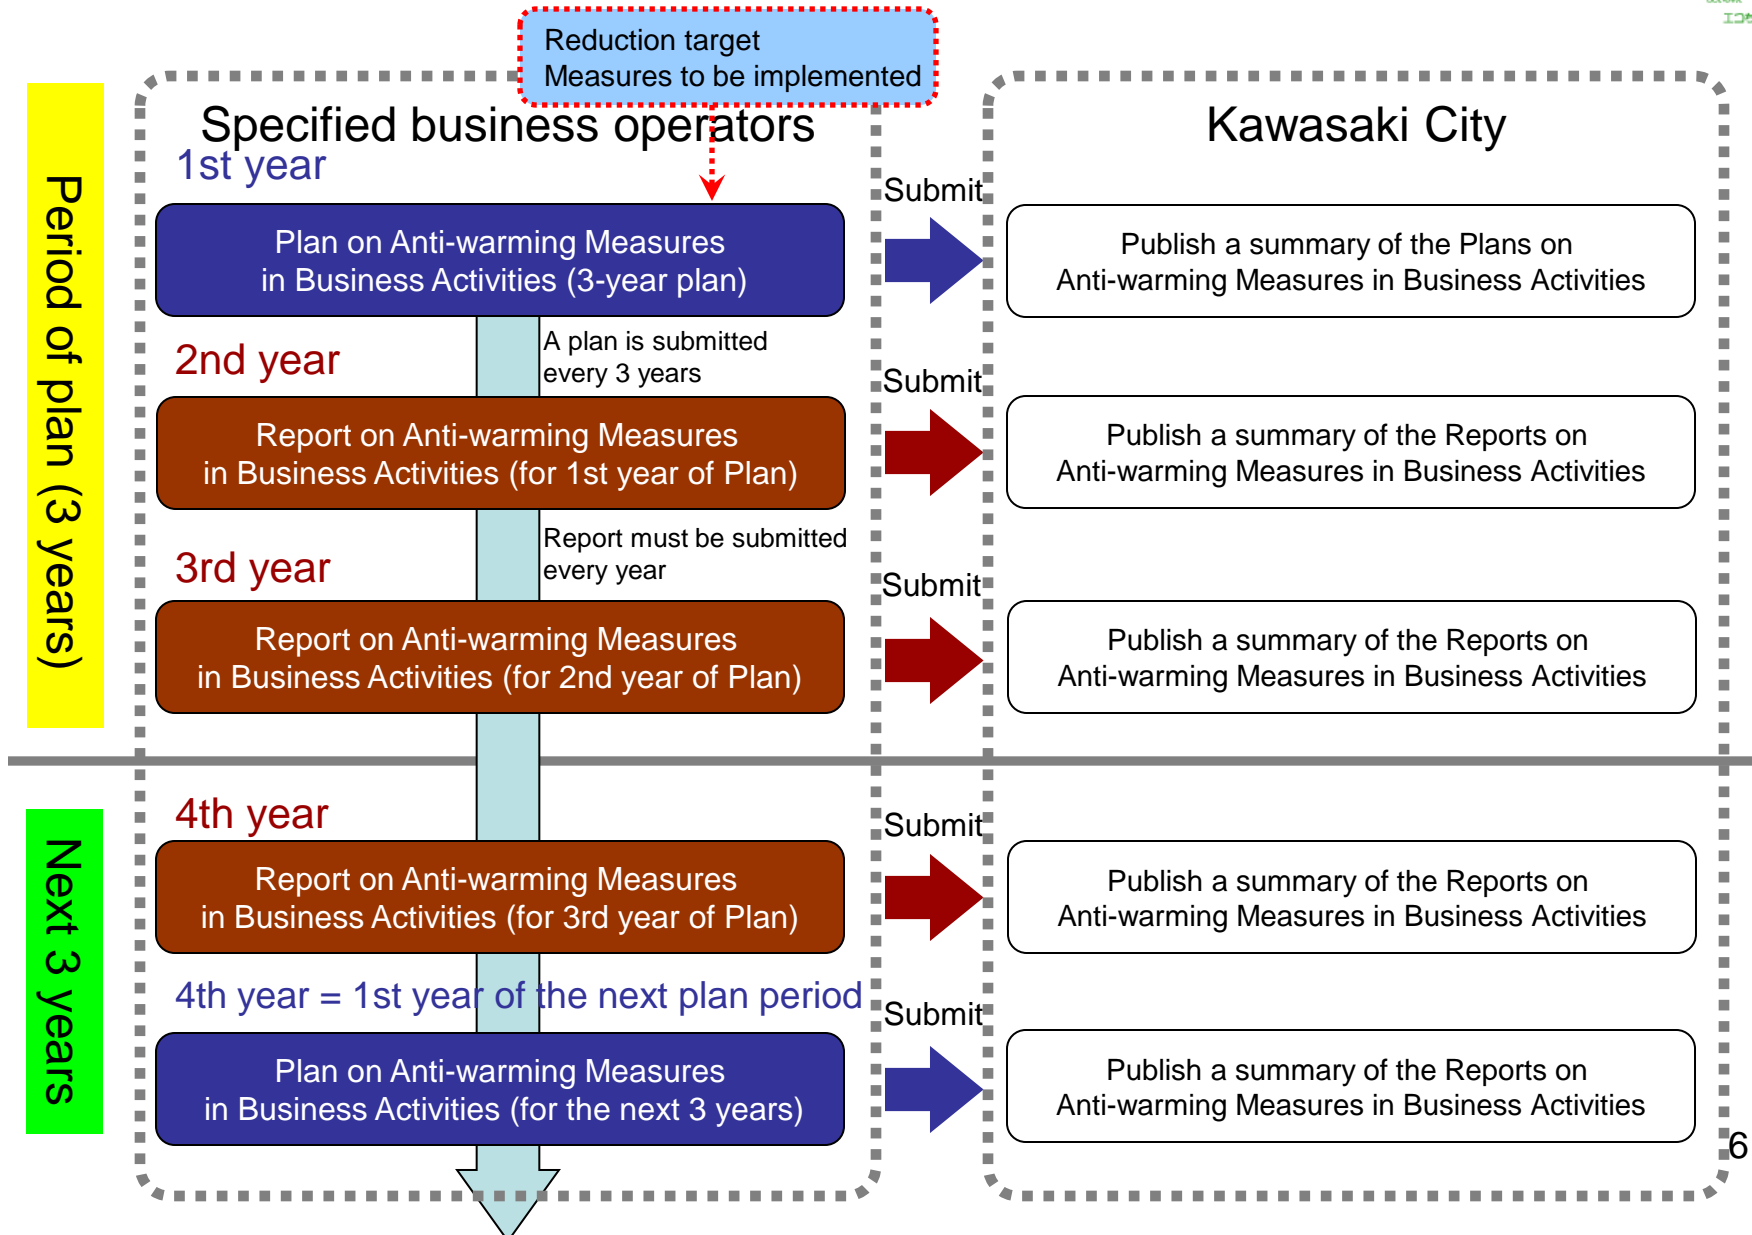 Reduction target
Measures to be implemented
Specified business operators
Kawasaki City
Period of plan (3 years)
1st year
Submit
Plan on Anti-warming Measures
in Business Activities (3-year plan)
Publish a summary of the Plans on
Anti-warming Measures in Business Activities
A plan is submitted
every 3 years
2nd year
Submit
Report on Anti-warming Measures
in Business Activities (for 1st year of Plan)
Publish a summary of the Reports on
Anti-warming Measures in Business Activities
Report must be submitted
every year
3rd year
Submit
Report on Anti-warming Measures
in Business Activities (for 2nd year of Plan)
Publish a summary of the Reports on
Anti-warming Measures in Business Activities
Next 3 years
4th year
Submit
Report on Anti-warming Measures
in Business Activities (for 3rd year of Plan)
Publish a summary of the Reports on
Anti-warming Measures in Business Activities
4th year = 1st year of the next plan period
Submit
Plan on Anti-warming Measures
in Business Activities (for the next 3 years)
Publish a summary of the Reports on
Anti-warming Measures in Business Activities
6